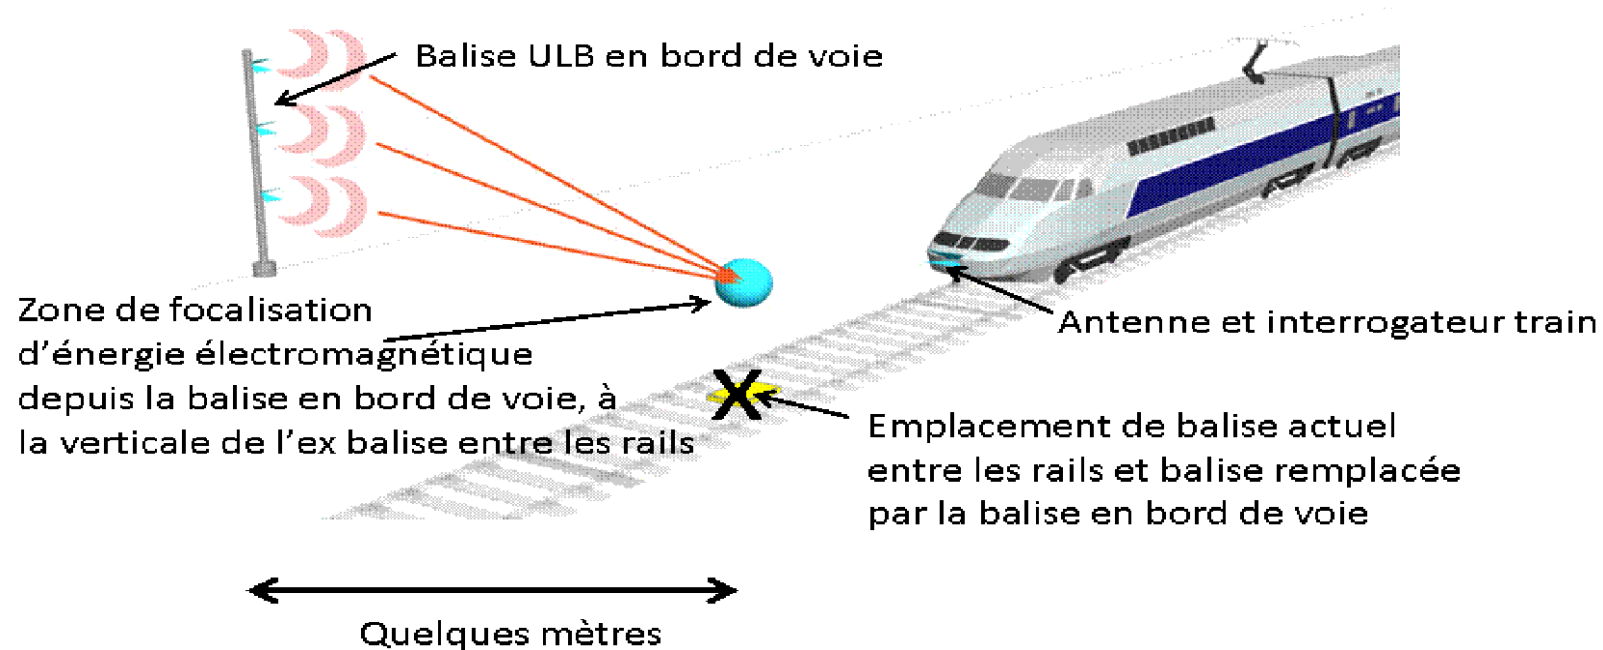 Balise ULB en bord de voie
Zone de focalisation
d'énergie électromagnétique
depuis la balise en bord de voie, à
la verticale de l'ex balise entre les rails
Antenne et interrogateur train
Emplacement de balise actuel
entre les rails et balise remplacée
par la balise en bord de voie
Quelques mètres